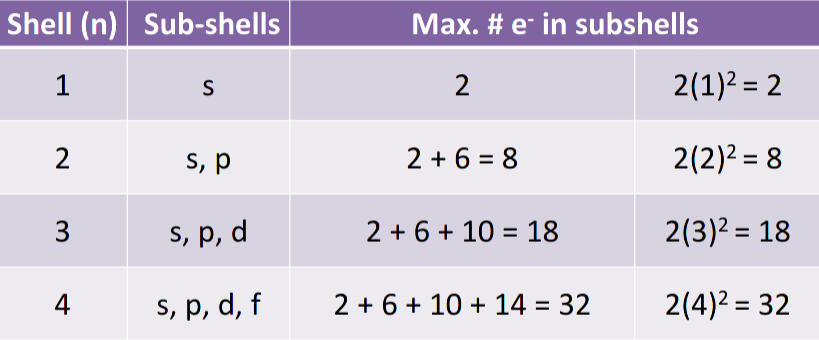 Shell (n) Sub-shells Max. # e⁻ in subshells
1 s 2 2(1)² = 2
2 s, p 2 + 6 = 8 2(2)² = 8
3 s, p, d 2 + 6 + 10 = 18 2(3)² = 18
4 s, p, d, f 2 + 6 + 10 + 14 = 32 2(4)² = 32